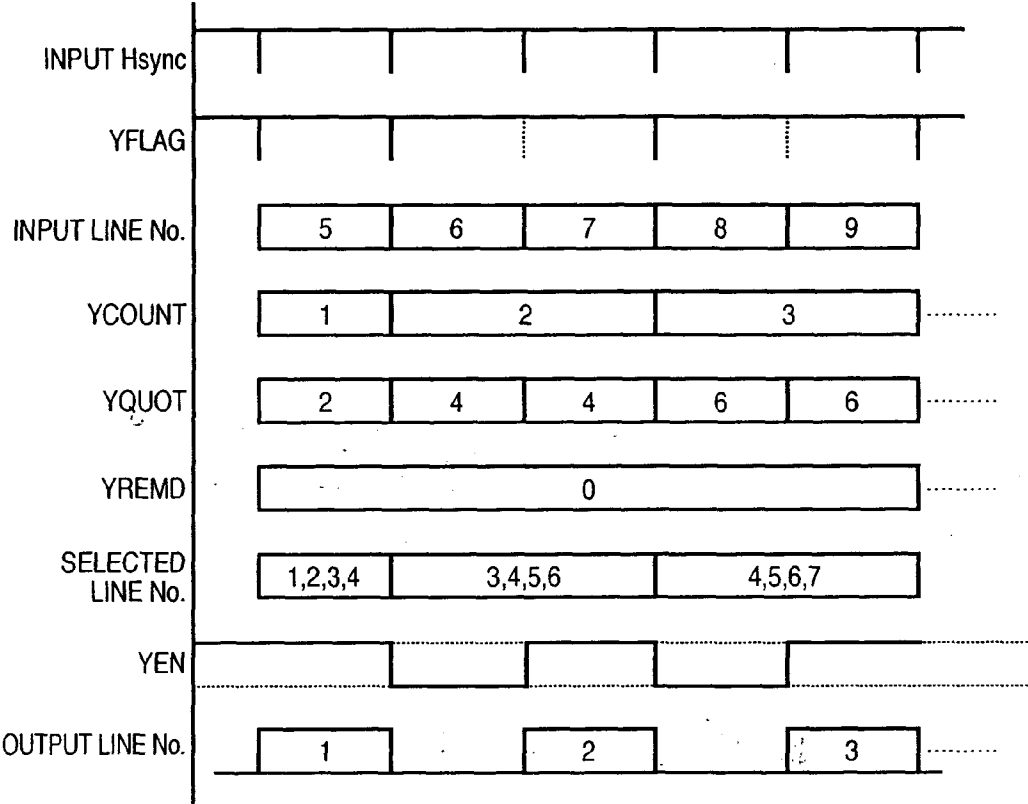 INPUT Hsync
YFLAG
INPUT LINE No. 5 6 7 8 9
YCOUNT 1 2 3
YQUOT 2 4 4 6 6
YREMD 0
SELECTED
LINE No. 1,2,3,4 3,4,5,6 4,5,6,7
YEN
OUTPUT LINE No. 1 2 3